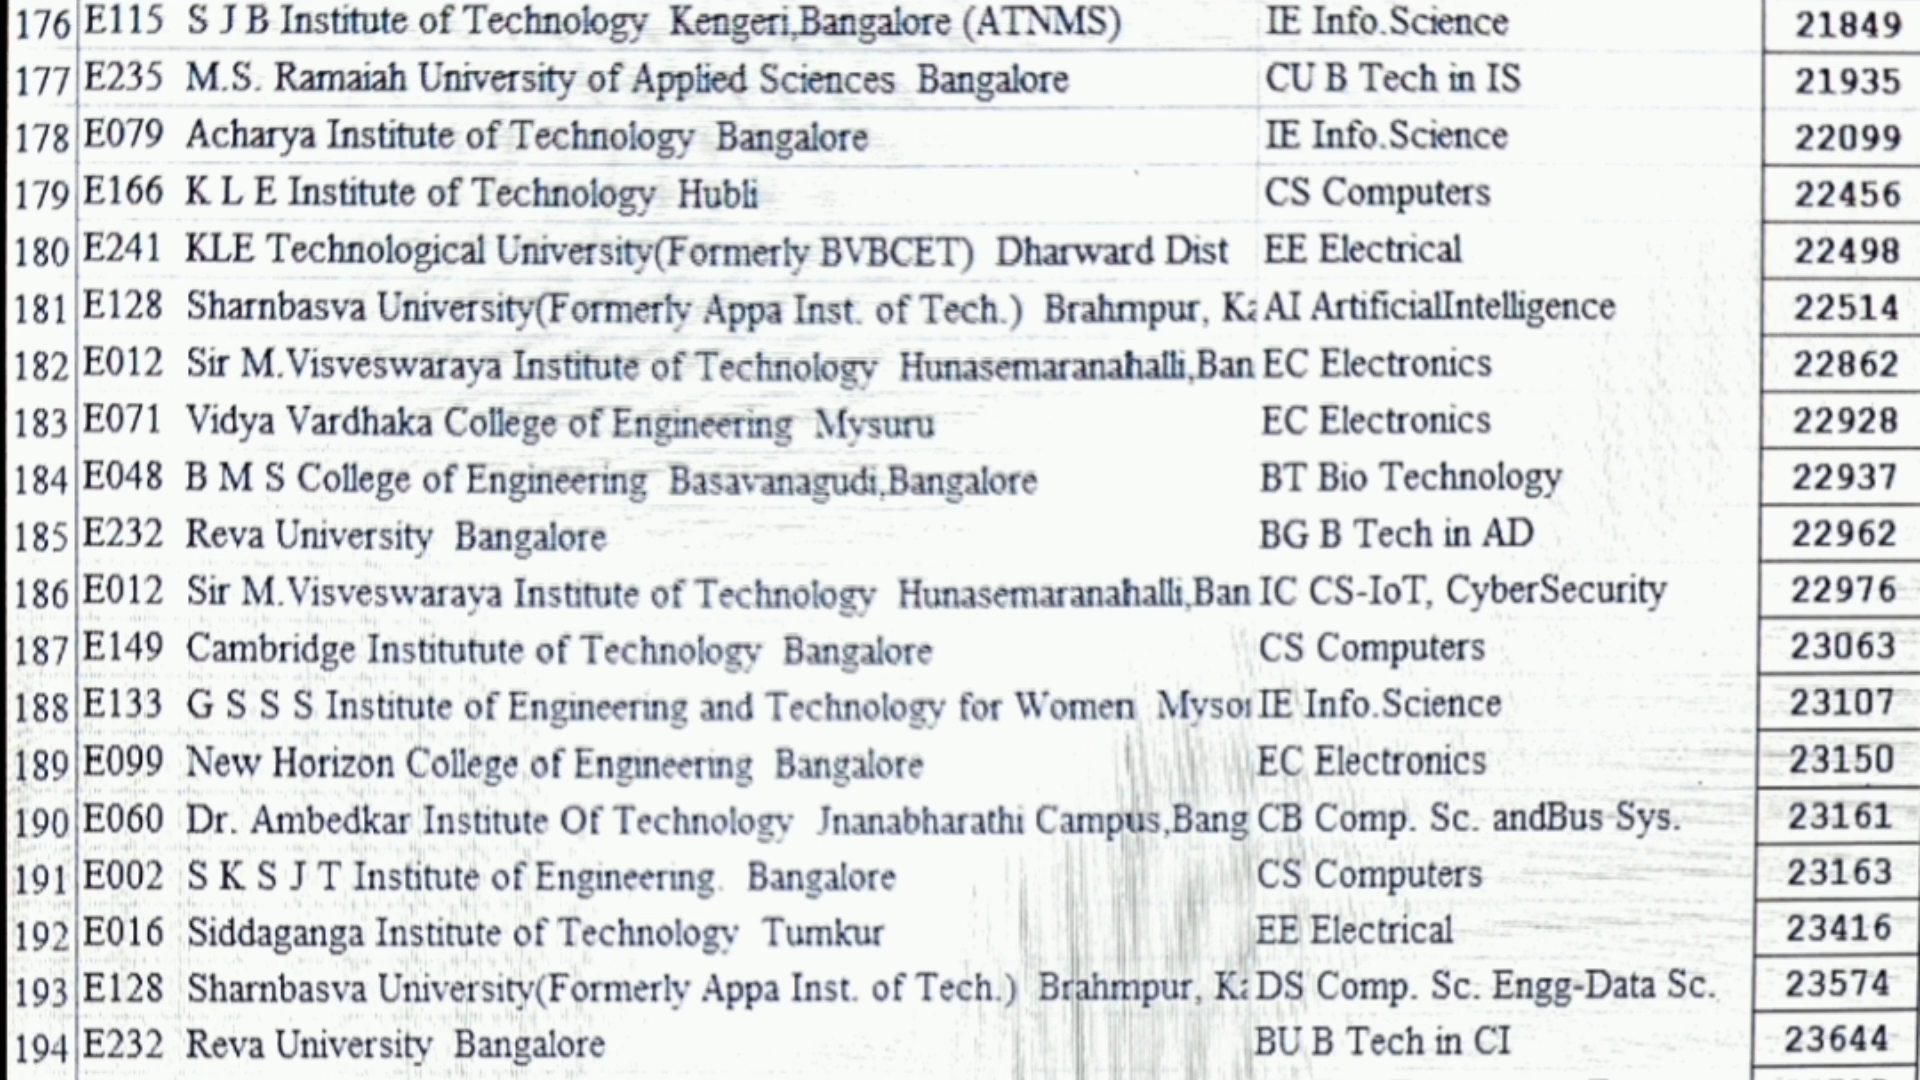 176 E115 S J B Institute of Technology Kengeri,Bangalore (ATNMS) IE Info.Science 21849
177 E235 M.S. Ramaiah University of Applied Sciences Bangalore CU B Tech in IS 21935
178 E079 Acharya Institute of Technology Bangalore IE Info.Science 22099
179 E166 K L E Institute of Technology Hubli CS Computers 22456
180 E241 KLE Technological University(Formerly BVBCET) Dharward Dist EE Electrical 22498
181 E128 Sharnbasva University(Formerly Appa Inst. of Tech.) Brahmpur, Ka AI ArtificialIntelligence 22514
182 E012 Sir M.Visveswaraya Institute of Technology Hunasemaranahalli,Ban EC Electronics 22862
183 E071 Vidya Vardhaka College of Engineering Mysuru EC Electronics 22928
184 E048 B M S College of Engineering Basavanagudi,Bangalore BT Bio Technology 22937
185 E232 Reva University Bangalore BG B Tech in AD 22962
186 E012 Sir M.Visveswaraya Institute of Technology Hunasemaranahalli,Ban IC CS-IoT, CyberSecurity 22976
187 E149 Cambridge Institutute of Technology Bangalore CS Computers 23063
188 E133 G S S S Institute of Engineering and Technology for Women Mysor IE Info.Science 23107
189 E099 New Horizon College of Engineering Bangalore EC Electronics 23150
190 E060 Dr. Ambedkar Institute Of Technology Jnanabharathi Campus,Bang CB Comp. Sc. andBus Sys. 23161
191 E002 S K S J T Institute of Engineering. Bangalore CS Computers 23163
192 E016 Siddaganga Institute of Technology Tumkur EE Electrical 23416
193 E128 Sharnbasva University(Formerly Appa Inst. of Tech.) Brahmpur, Ka DS Comp. Sc. Engg-Data Sc. 23574
194 E232 Reva University Bangalore BU B Tech in CI 23644